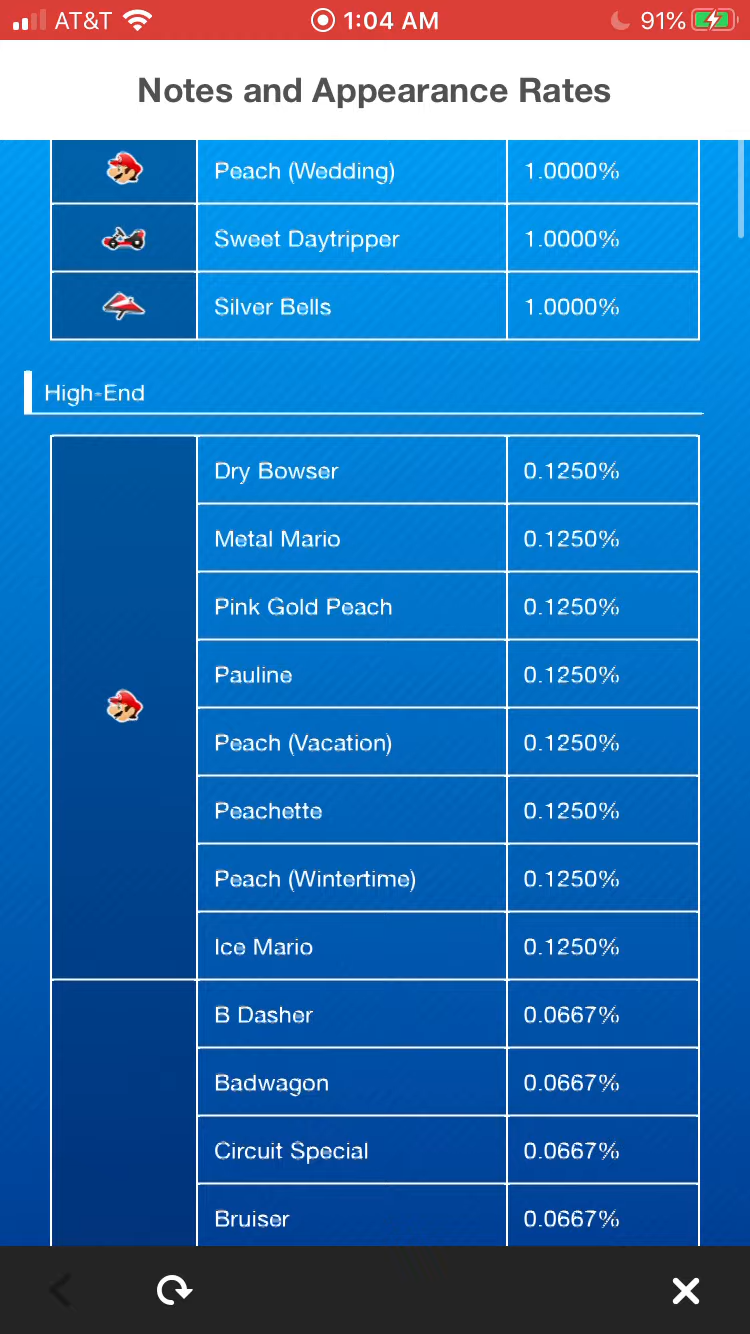 AT&T 1:04 AM 91%
Notes and Appearance Rates
Peach (Wedding) 1.0000%
Sweet Daytripper 1.0000%
Silver Bells 1.0000%
High-End
Dry Bowser 0.1250%
Metal Mario 0.1250%
Pink Gold Peach 0.1250%
Pauline 0.1250%
Peach (Vacation) 0.1250%
Peachette 0.1250%
Peach (Wintertime) 0.1250%
Ice Mario 0.1250%
B Dasher 0.0667%
Badwagon 0.0667%
Circuit Special 0.0667%
Bruiser 0.0667%